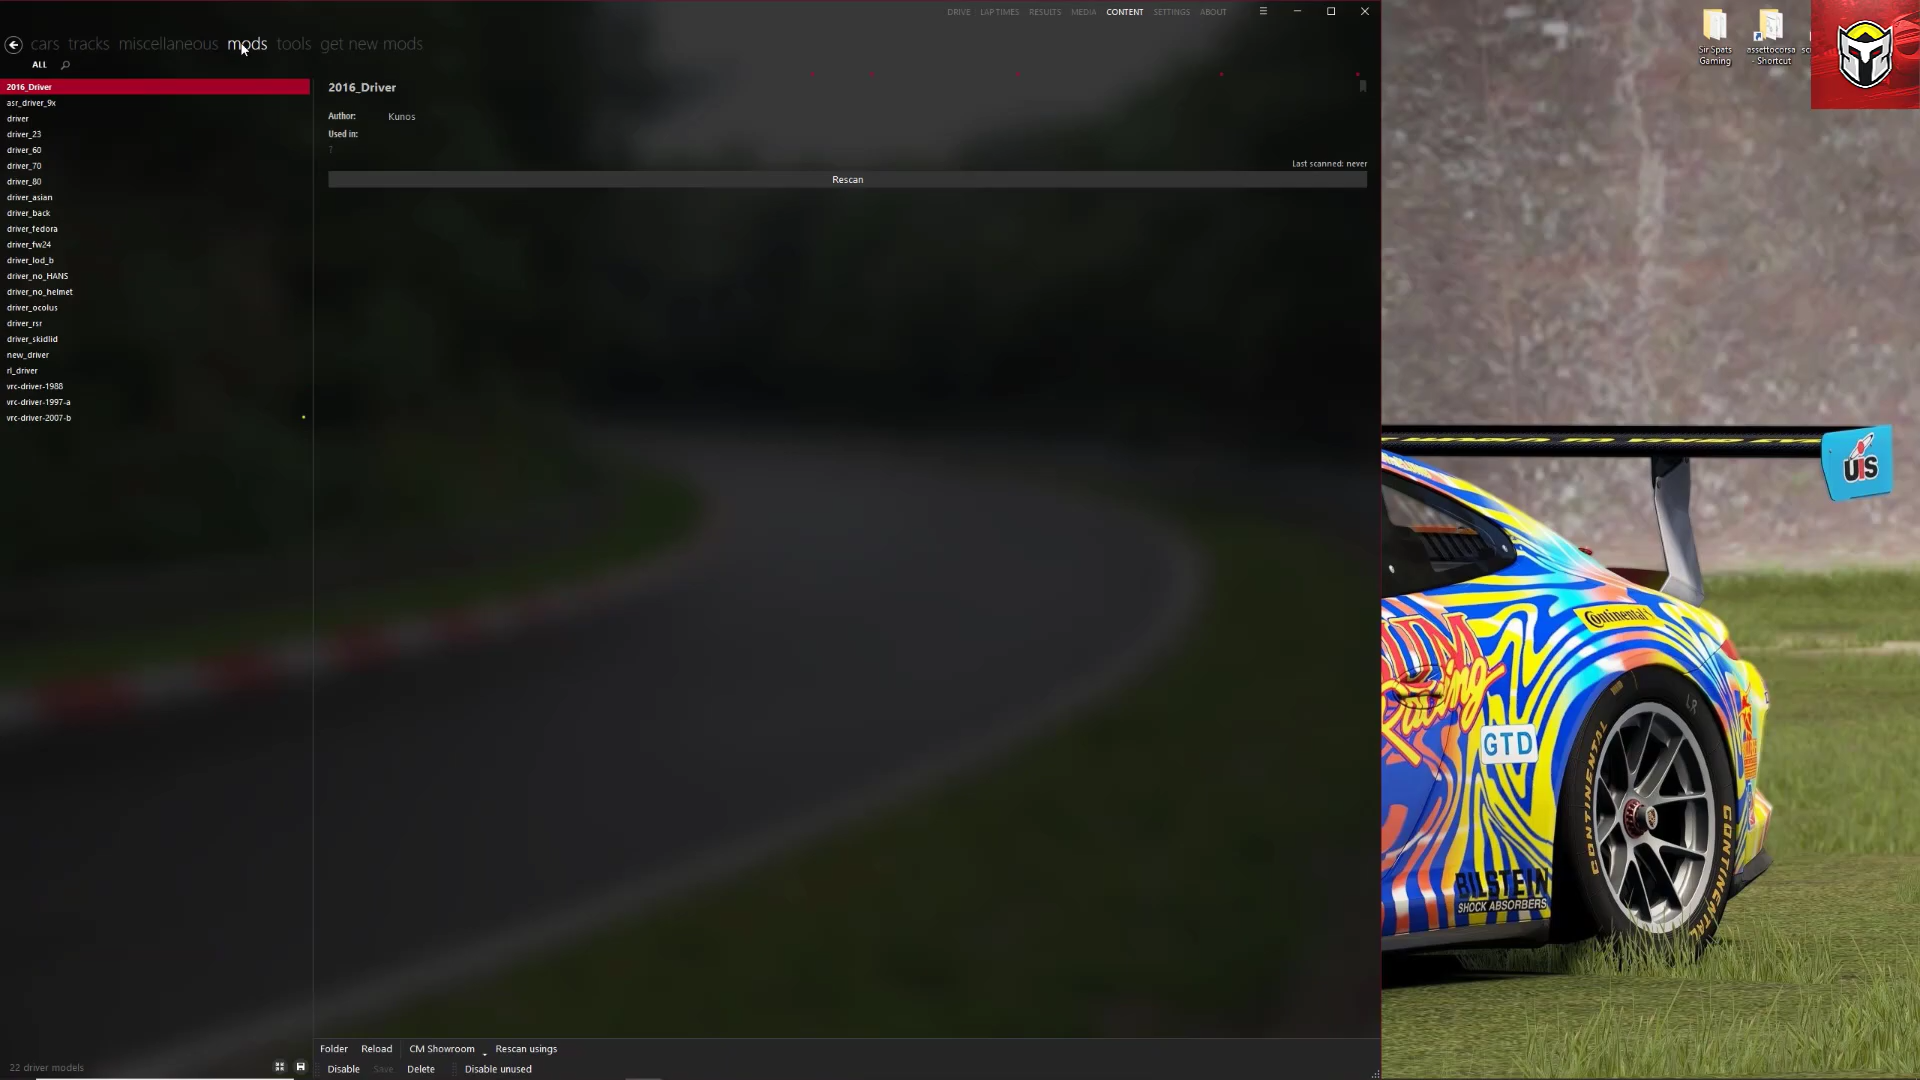 DRIVE LAP TIMES RESULTS MEDIA CONTENT SETTINGS ABOUT
cars tracks miscellaneous mods tools get new mods
ALL
2016_Driver
asr_driver_9x
driver
driver_23
driver_60
driver_70
driver_80
driver_asian
driver_back
driver_fedora
driver_fw24
driver_lod_b
driver_no_HANS
driver_no_helmet
driver_ocolus
driver_rsr
driver_skidlid
new_driver
rl_driver
vrc-driver-1988
vrc-driver-1997-a
vrc-driver-2007-b
22 driver models
2016_Driver
Author: Kunos
Used in:
?
Last scanned: never
Rescan
Folder Reload CM Showroom Rescan usings
Disable Save Delete Disable unused
Sir Spats
Gaming
assettocorsa
- Shortcut
UIS
Continental
Racing
GTD
BILSTEIN
SHOCK ABSORBERS
CONTINENTAL
LR
CONTINENTAL